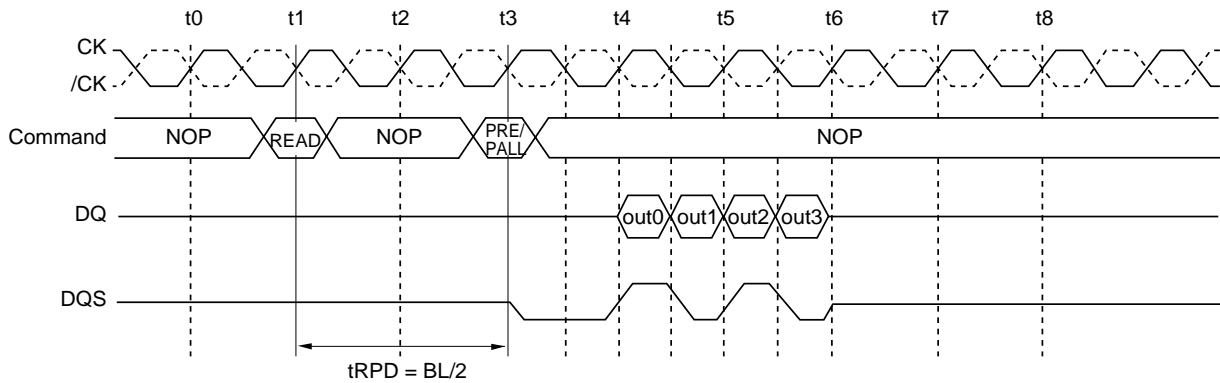 t0 t1 t2 t3 t4 t5 t6 t7 t8
CK
/CK
Command NOP READ NOP PRE/ PALL NOP
DQ out0 out1 out2 out3
DQS
tRPD = BL/2